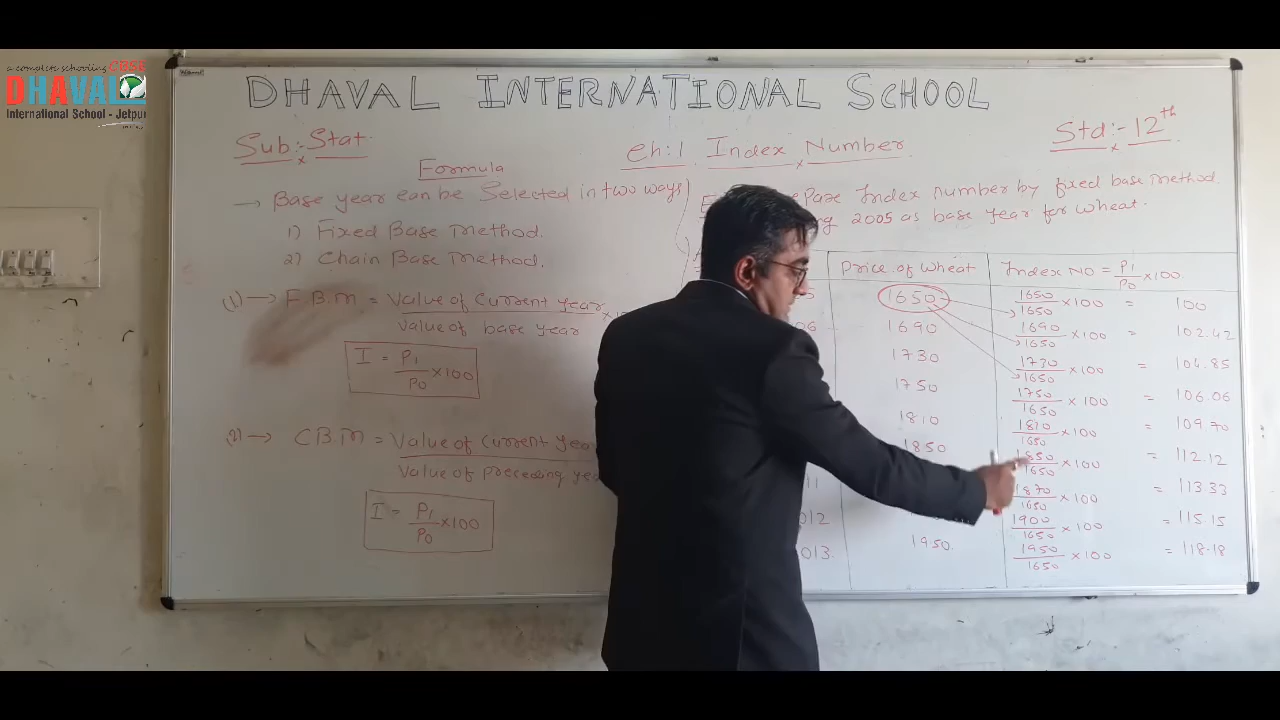 a complete schooling CBSE
DHAVAL
International School - Jetpur
DHAVAL INTERNATIONAL SCHOOL
Sub:- Stat.
Ch:1 Index Number
Std:- 12th
Formula
→ Base year can be Selected in two ways
1) Fixed Base Method.
2) Chain Base Method.
(1) → F.B.M = Value of Current Year
Value of base year
I = P1
P0 ×100
(2) → C.B.M = Value of Current Year
Value of preceding
I = P1
P0 ×100
Index number by fixed base method.
2005 as base year for wheat.
Price of Wheat Index NO = P1/P0 ×100
1650 1650/1650 ×100 = 100
06 1690 1690/1650 ×100 = 102.42
1730 1730/1650 ×100 = 104.85
1750 1750/1650 ×100 = 106.06
1810 1810/1650 ×100 = 109.70
1850 1850/1650 ×100 = 112.12
11 1870/1650 ×100 = 113.33
012 1900/1650 ×100 = 115.15
013. 1950. 1950/1650 ×100 = 118.18